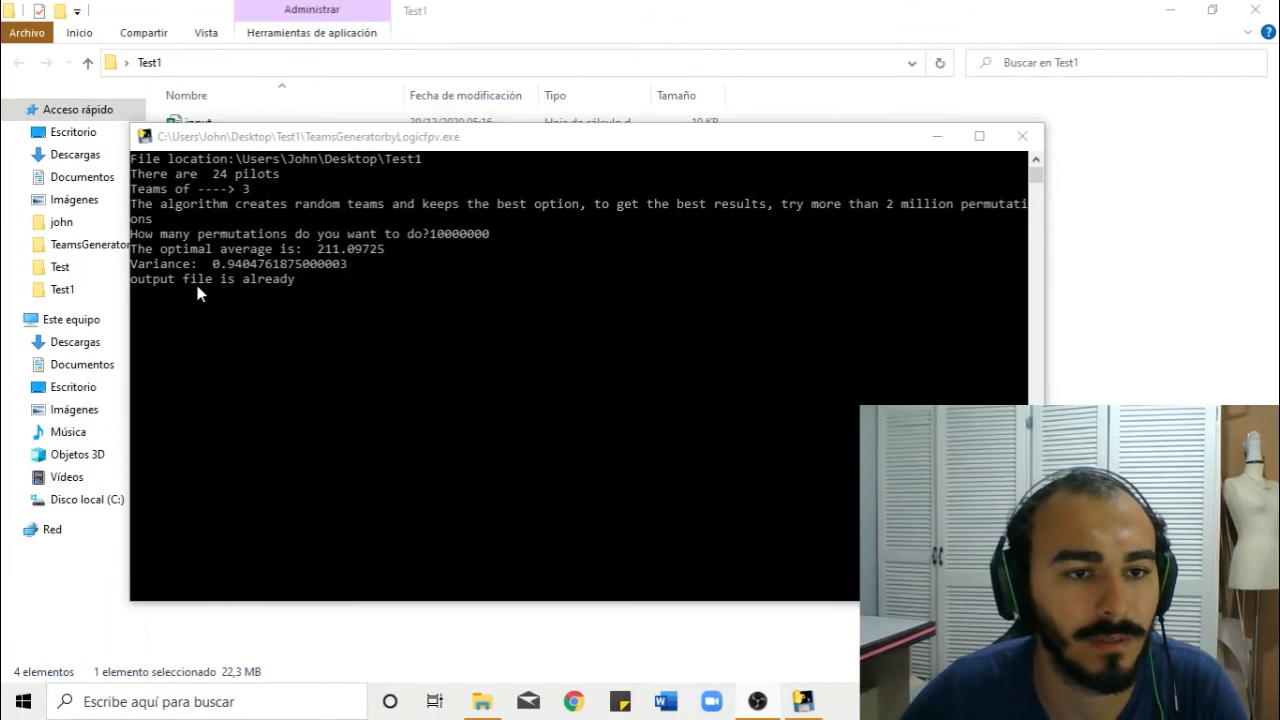 Administrar
Test1
Archivo
Inicio
Compartir
Vista
Herramientas de aplicación
Test1
Buscar en Test1
Nombre
Fecha de modificación
Tipo
Tamaño
Acceso rápido
Escritorio
Descargas
Documentos
Imágenes
john
TeamsGenerator
Test
Test1
Este equipo
Descargas
Documentos
Escritorio
Imágenes
Música
Objetos 3D
Vídeos
Disco local (C:)
Red
C:\Users\John\Desktop\Test1\TeamsGeneratorbyLogicfpv.exe
File location:\Users\John\Desktop\Test1
There are  24 pilots
Teams of ----> 3
The algorithm creates random teams and keeps the best option, to get the best results, try more than 2 million permutati
ons
How many permutations do you want to do?10000000
The optimal average is:  211.09725
Variance:  0.9404761875000003
output file is already
4 elementos
1 elemento seleccionado  22,3 MB
Escribe aquí para buscar